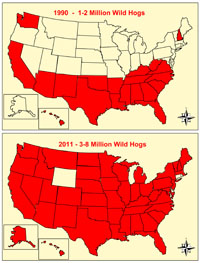 1990 - 1-2 Million Wild Hogs
2011 - 3-8 Million Wild Hogs